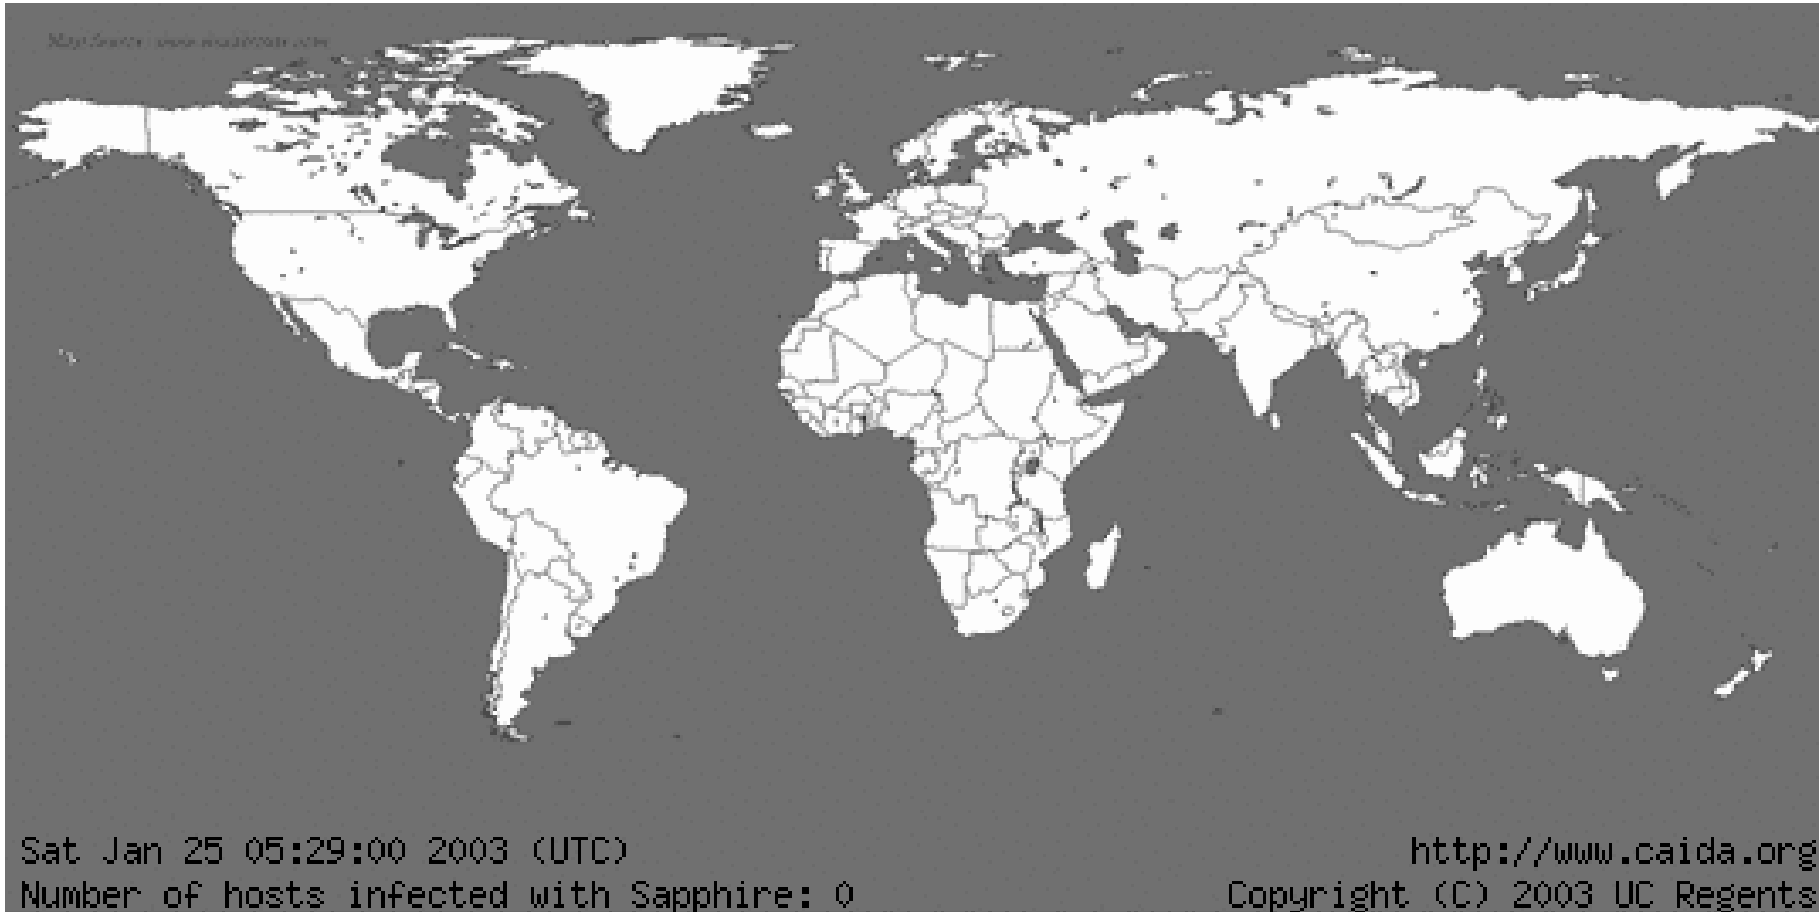 Sat Jan 25 05:29:00 2003 (UTC)
Number of hosts infected with Sapphire: 0
http://www.caida.org
Copyright (C) 2003 UC Regents